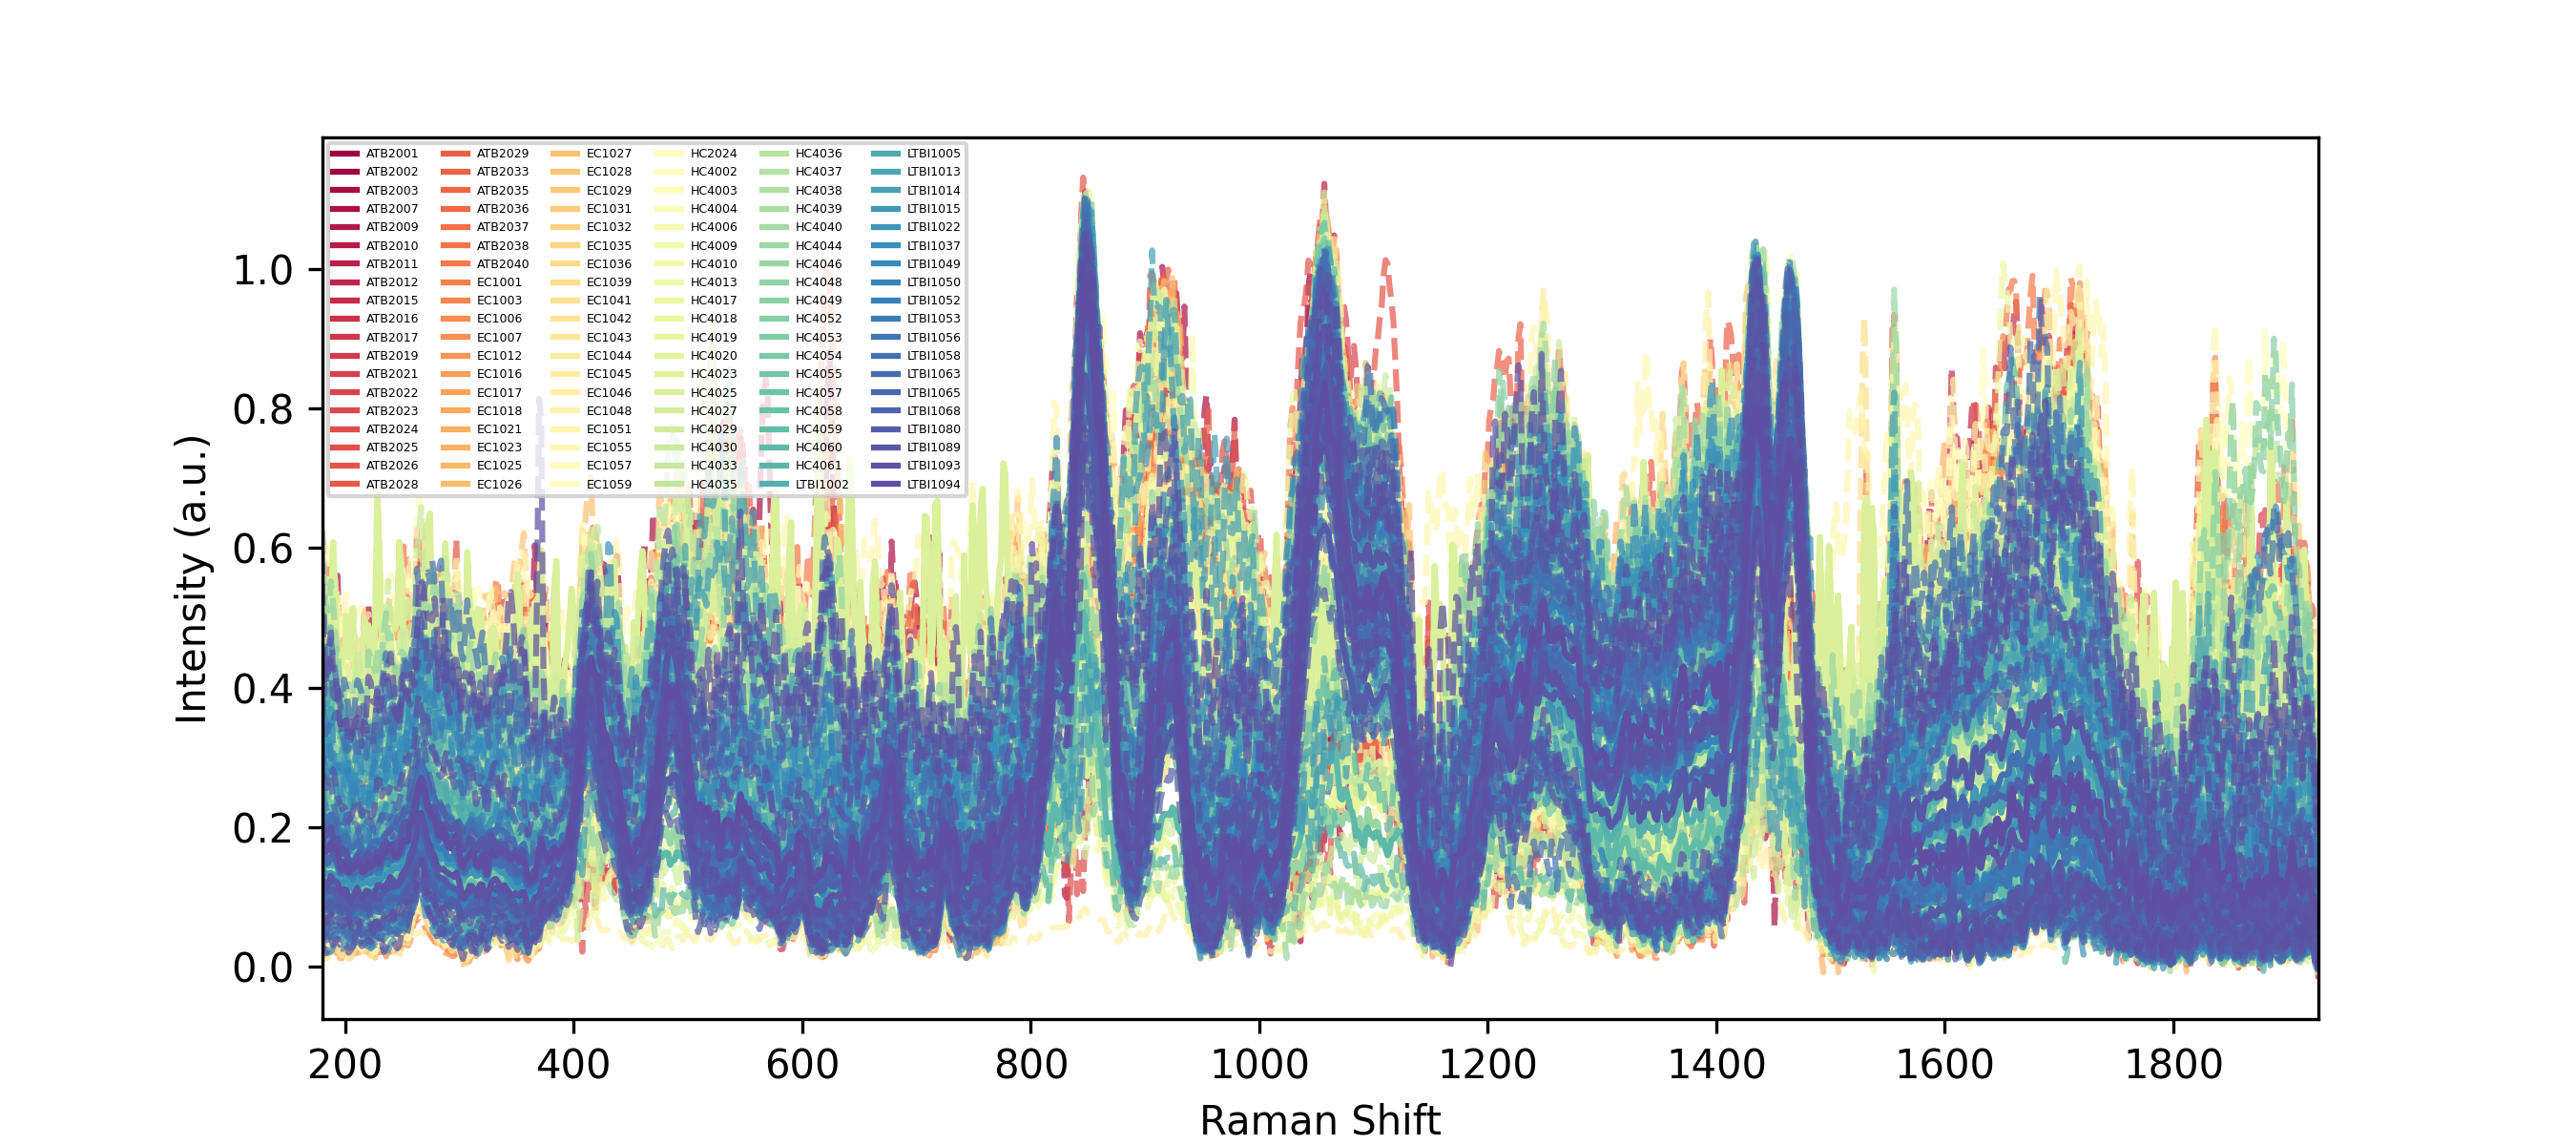 ATB2001 ATB2029 EC1027 HC2024 HC4036 LTBI1005
ATB2002 ATB2033 EC1028 HC4002 HC4037 LTBI1013
ATB2003 ATB2035 EC1029 HC4003 HC4038 LTBI1014
ATB2007 ATB2036 EC1031 HC4004 HC4039 LTBI1015
ATB2009 ATB2037 EC1032 HC4006 HC4040 LTBI1022
ATB2010 ATB2038 EC1035 HC4009 HC4044 LTBI1037
ATB2011 ATB2040 EC1036 HC4010 HC4046 LTBI1049
ATB2012 EC1001 EC1039 HC4013 HC4048 LTBI1050
ATB2015 EC1003 EC1041 HC4017 HC4049 LTBI1052
ATB2016 EC1006 EC1042 HC4018 HC4052 LTBI1053
ATB2017 EC1007 EC1043 HC4019 HC4053 LTBI1056
ATB2019 EC1012 EC1044 HC4020 HC4054 LTBI1058
ATB2021 EC1016 EC1045 HC4023 HC4055 LTBI1063
ATB2022 EC1017 EC1046 HC4025 HC4057 LTBI1065
ATB2023 EC1018 EC1048 HC4027 HC4058 LTBI1068
ATB2024 EC1021 EC1051 HC4029 HC4059 LTBI1080
ATB2025 EC1023 EC1055 HC4030 HC4060 LTBI1089
ATB2026 EC1025 EC1057 HC4033 HC4061 LTBI1093
ATB2028 EC1026 EC1059 HC4035 LTBI1002 LTBI1094
1.0
0.8
0.6
0.4
0.2
0.0
Intensity (a.u.)
200 400 600 800 1000 1200 1400 1600 1800
Raman Shift